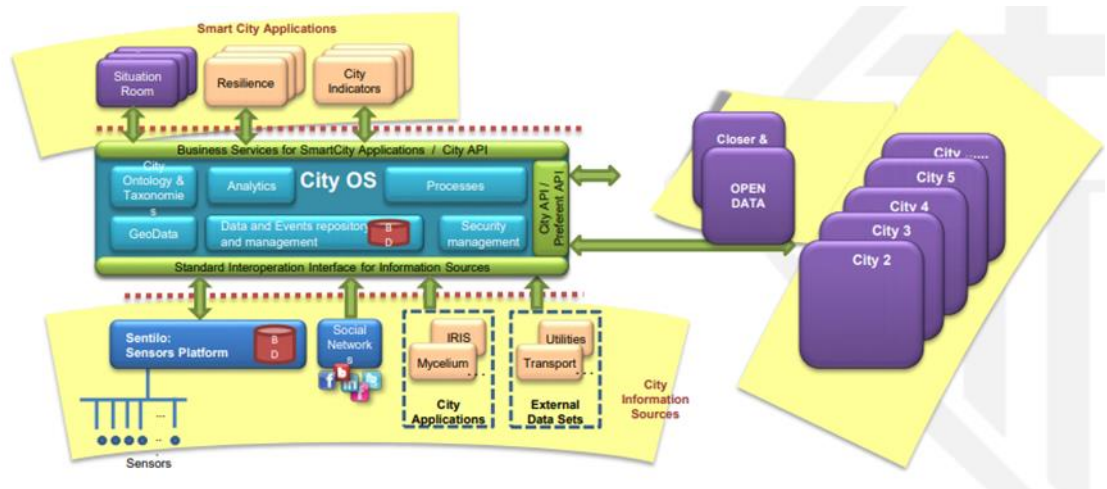 Smart City Applications
Situation
Room
Resilience
City
Indicators
Business Services for SmartCity Applications / City API
City
Ontology &
Taxonomie
s
Analytics
City OS
Processes
GeoData
Data and Events repository
and management
B
D
Security
management
City API /
Preferent API
Standard Interoperation Interface for Information Sources
Closer &
OPEN
DATA
City ......
City 5
City 4
City 3
City 2
Sentilo:
Sensors Platform
B
D
Social
Network
s
IRIS
Mycelium
...
City
Applications
Utilities
Transport
...
External
Data Sets
City
Information
Sources
...
..
.
Sensors